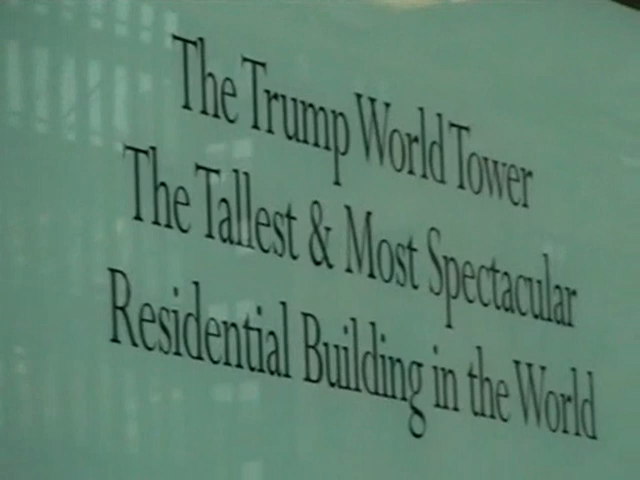 The Trump World Tower
The Tallest & Most Spectacular
Residential Building in the World